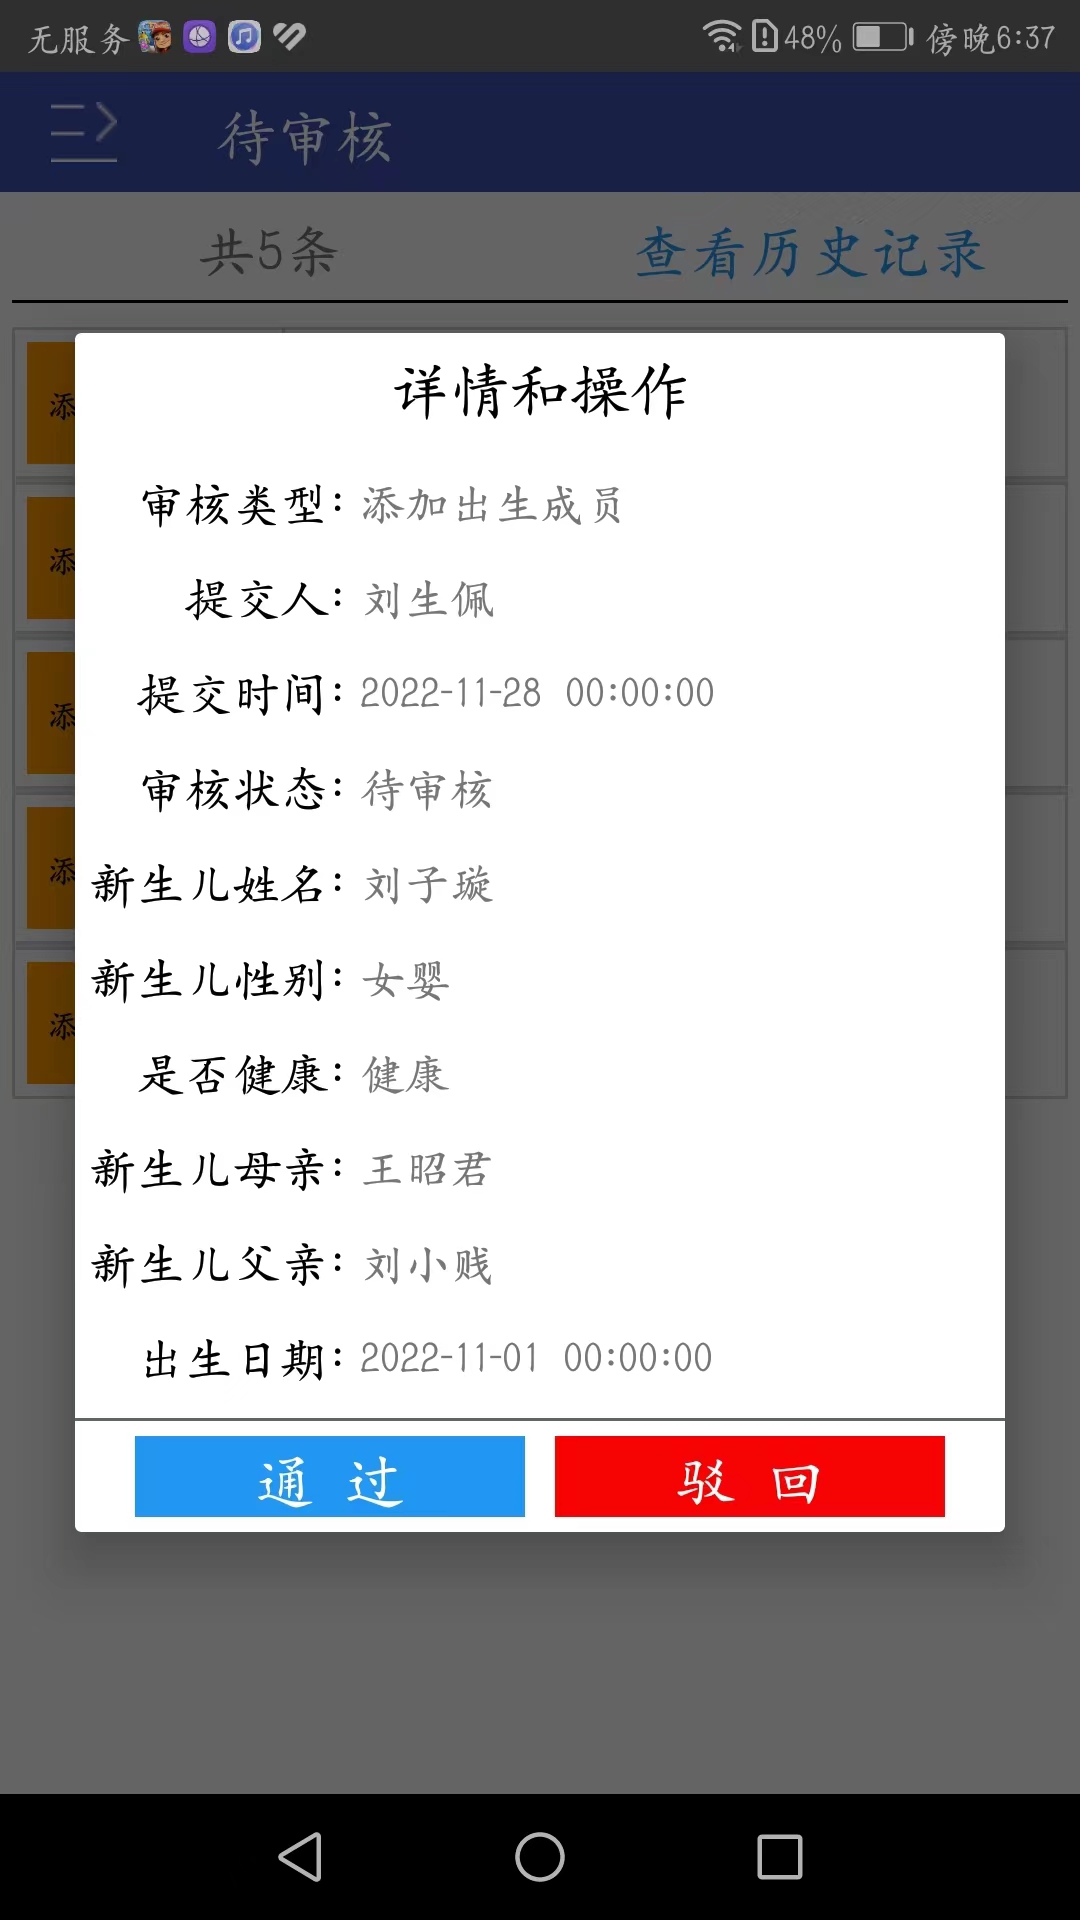 无服务 48% 傍晚6:37
待审核
共5条 查看历史记录
详情和操作
审核类型：添加出生成员
提交人：刘生佩
提交时间：2022-11-28 00:00:00
审核状态：待审核
新生儿姓名：刘子璇
新生儿性别：女婴
是否健康：健康
新生儿母亲：王昭君
新生儿父亲：刘小贱
出生日期：2022-11-01 00:00:00
通过 驳回
添
添
添
添
添